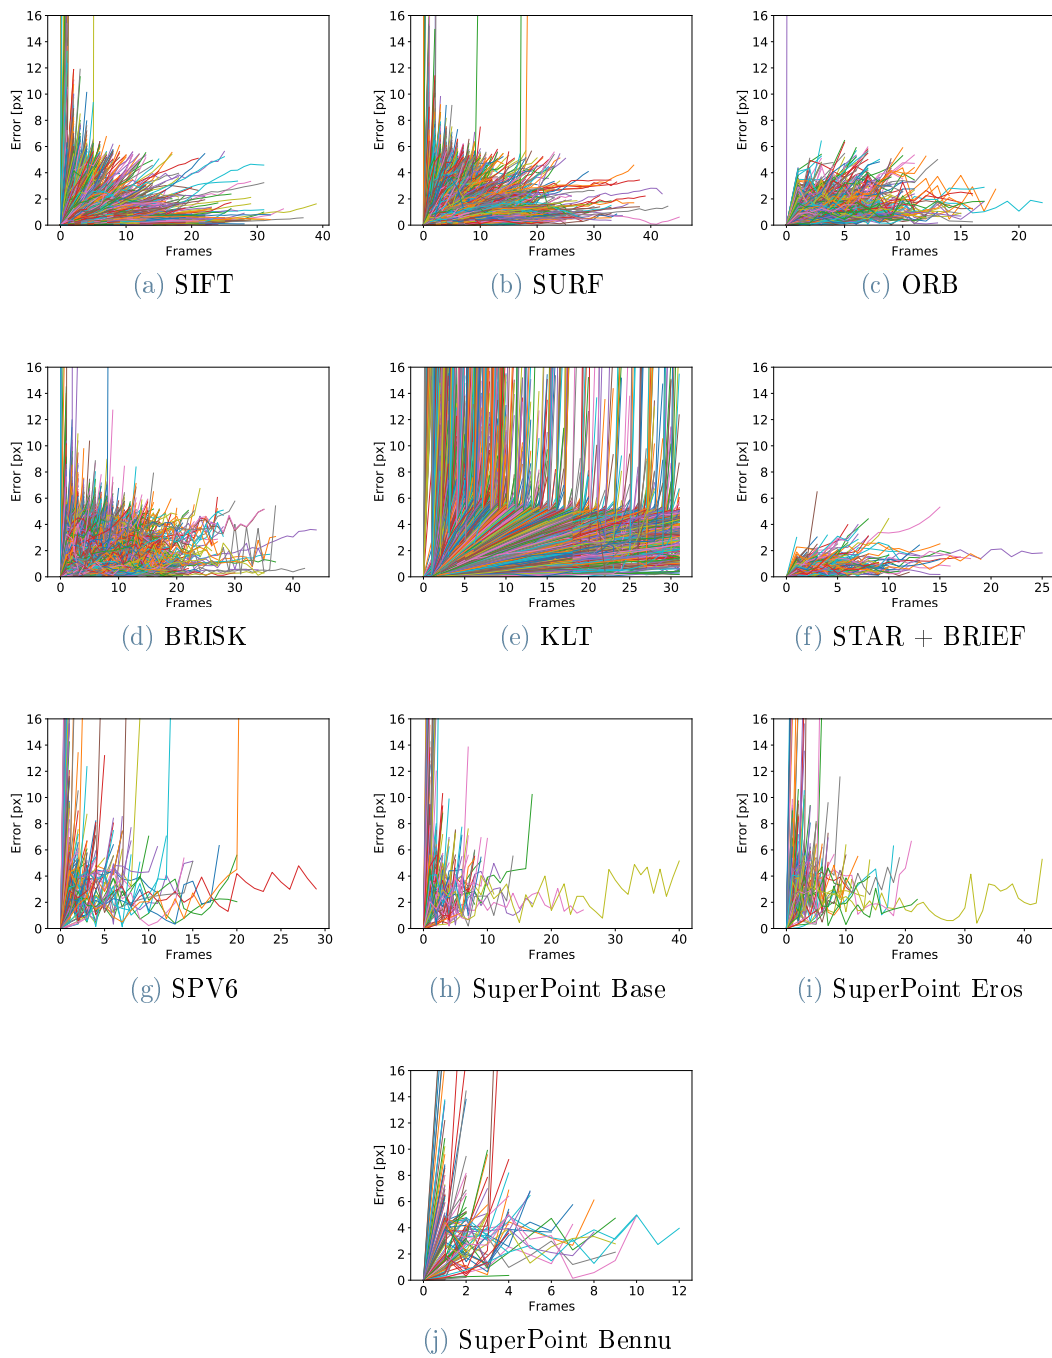 16
14
12
10
8
6
4
2
0
Error [px]
0 10 20 30 40
Frames
(a) SIFT
16
14
12
10
8
6
4
2
0
Error [px]
0 10 20 30 40
Frames
(b) SURF
16
14
12
10
8
6
4
2
0
Error [px]
0 5 10 15 20
Frames
(c) ORB
16
14
12
10
8
6
4
2
0
Error [px]
0 10 20 30 40
Frames
(d) BRISK
16
14
12
10
8
6
4
2
0
Error [px]
0 5 10 15 20 25 30
Frames
(e) KLT
16
14
12
10
8
6
4
2
0
Error [px]
0 5 10 15 20 25
Frames
(f) STAR + BRIEF
16
14
12
10
8
6
4
2
0
Error [px]
0 5 10 15 20 25 30
Frames
(g) SPV6
16
14
12
10
8
6
4
2
0
Error [px]
0 10 20 30 40
Frames
(h) SuperPoint Base
16
14
12
10
8
6
4
2
0
Error [px]
0 10 20 30 40
Frames
(i) SuperPoint Eros
16
14
12
10
8
6
4
2
0
Error [px]
0 2 4 6 8 10 12
Frames
(j) SuperPoint Bennu